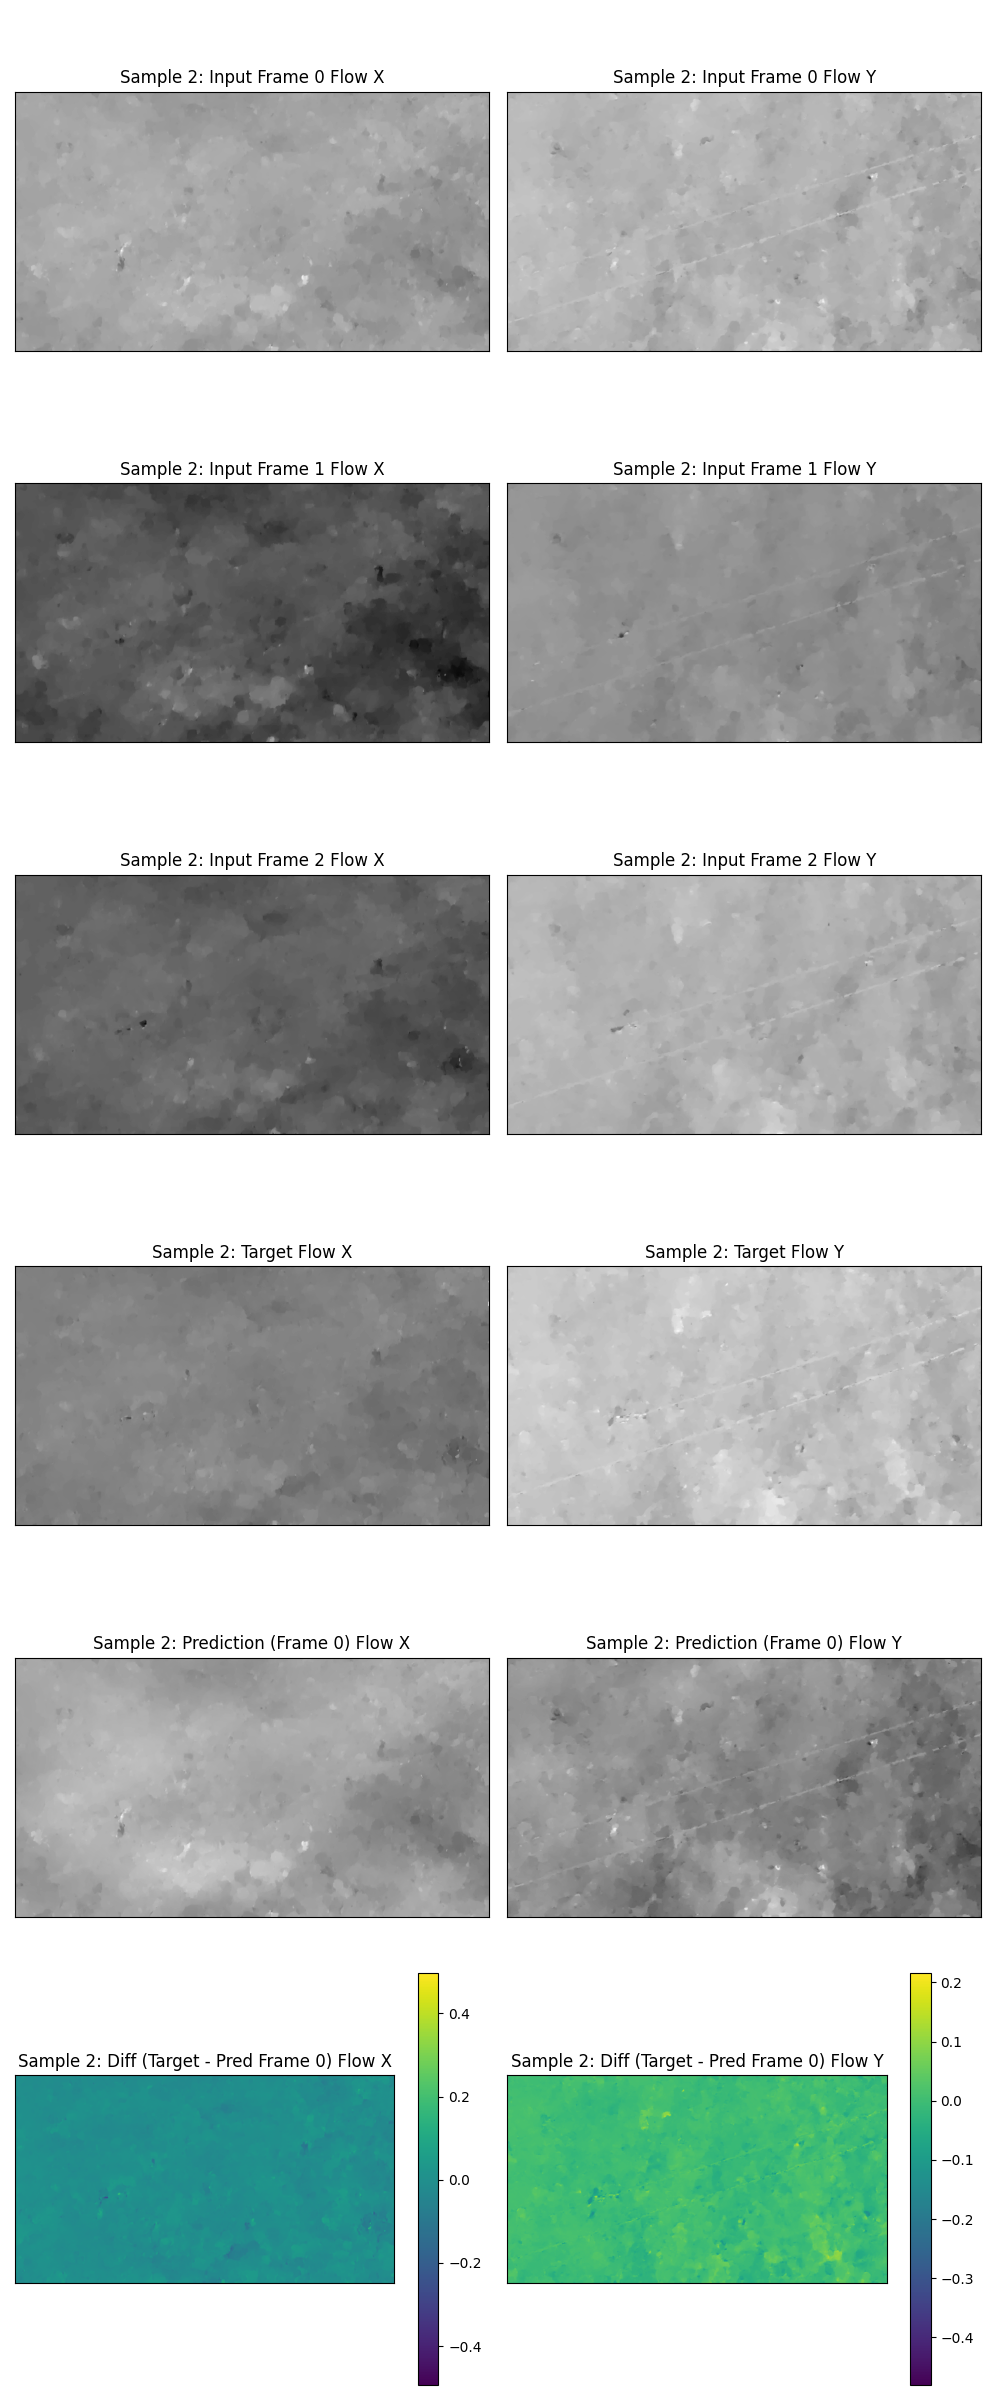 Sample 2: Input Frame 0 Flow X
Sample 2: Input Frame 0 Flow Y
Sample 2: Input Frame 1 Flow X
Sample 2: Input Frame 1 Flow Y
Sample 2: Input Frame 2 Flow X
Sample 2: Input Frame 2 Flow Y
Sample 2: Target Flow X
Sample 2: Target Flow Y
Sample 2: Prediction (Frame 0) Flow X
Sample 2: Prediction (Frame 0) Flow Y
Sample 2: Diff (Target - Pred Frame 0) Flow X
0.4
0.2
0.0
−0.2
−0.4
Sample 2: Diff (Target - Pred Frame 0) Flow Y
0.2
0.1
0.0
−0.1
−0.2
−0.3
−0.4